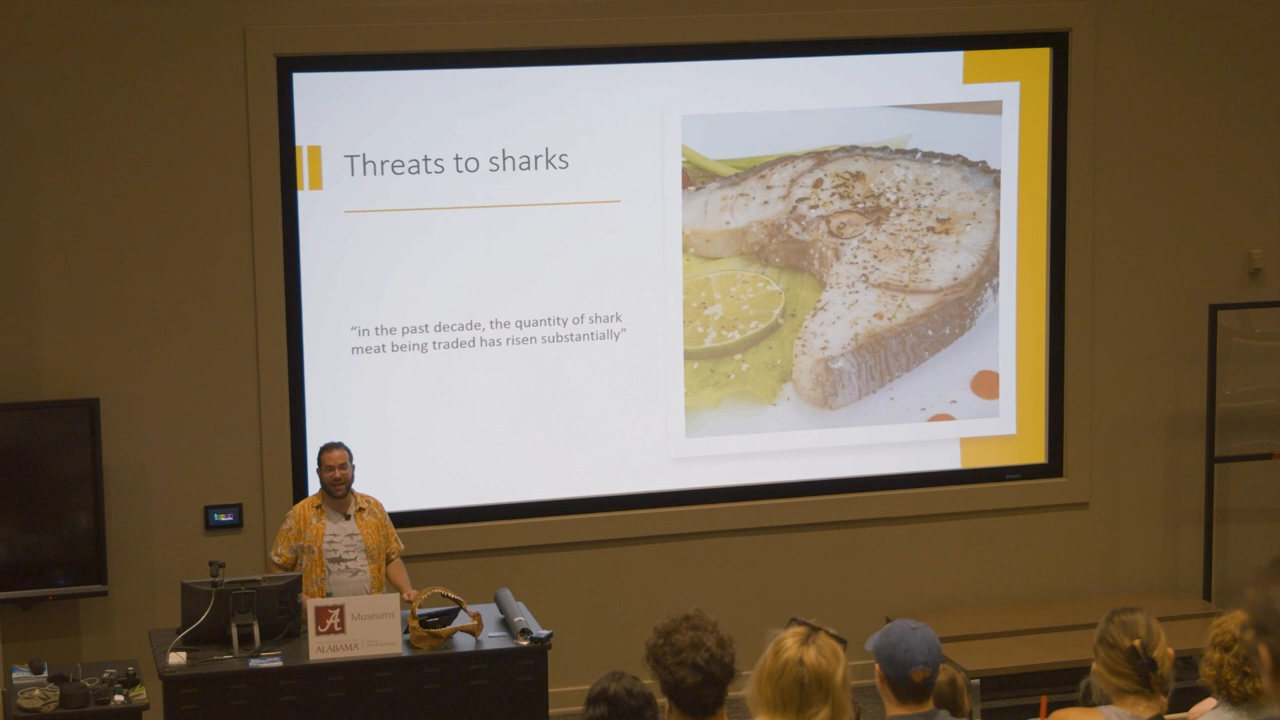 Threats to sharks
“in the past decade, the quantity of shark
meat being traded has risen substantially”
A
Museums
ALABAMA